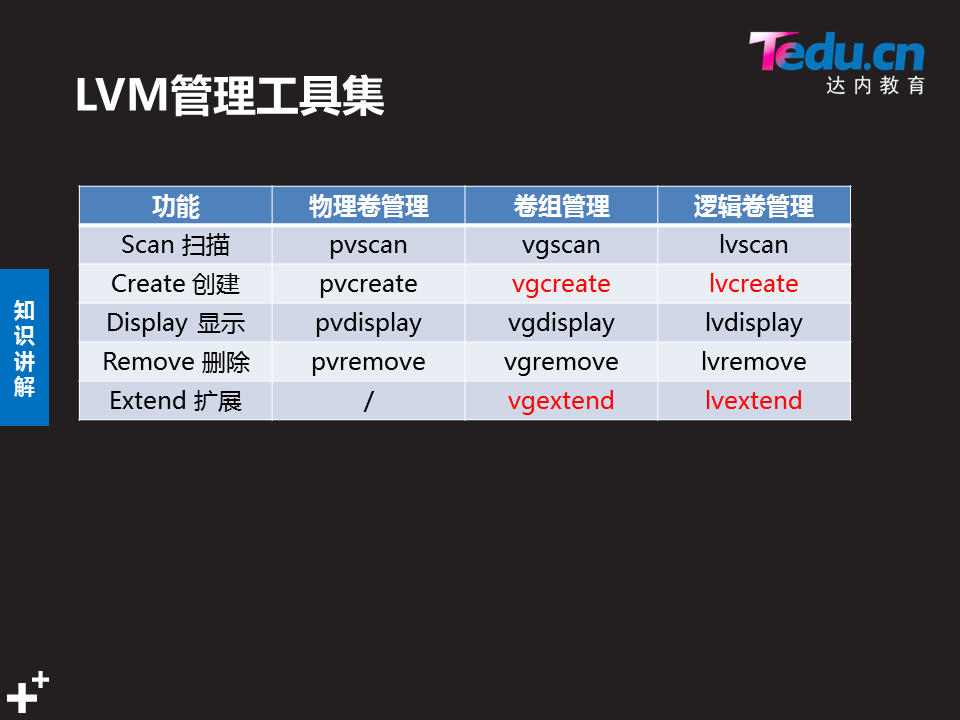 Tedu.cn
达内教育
LVM管理工具集
功能 物理卷管理 卷组管理 逻辑卷管理
Scan 扫描 pvscan vgscan lvscan
Create 创建 pvcreate vgcreate lvcreate
Display 显示 pvdisplay vgdisplay lvdisplay
Remove 删除 pvremove vgremove lvremove
Extend 扩展 / vgextend lvextend
知识讲解